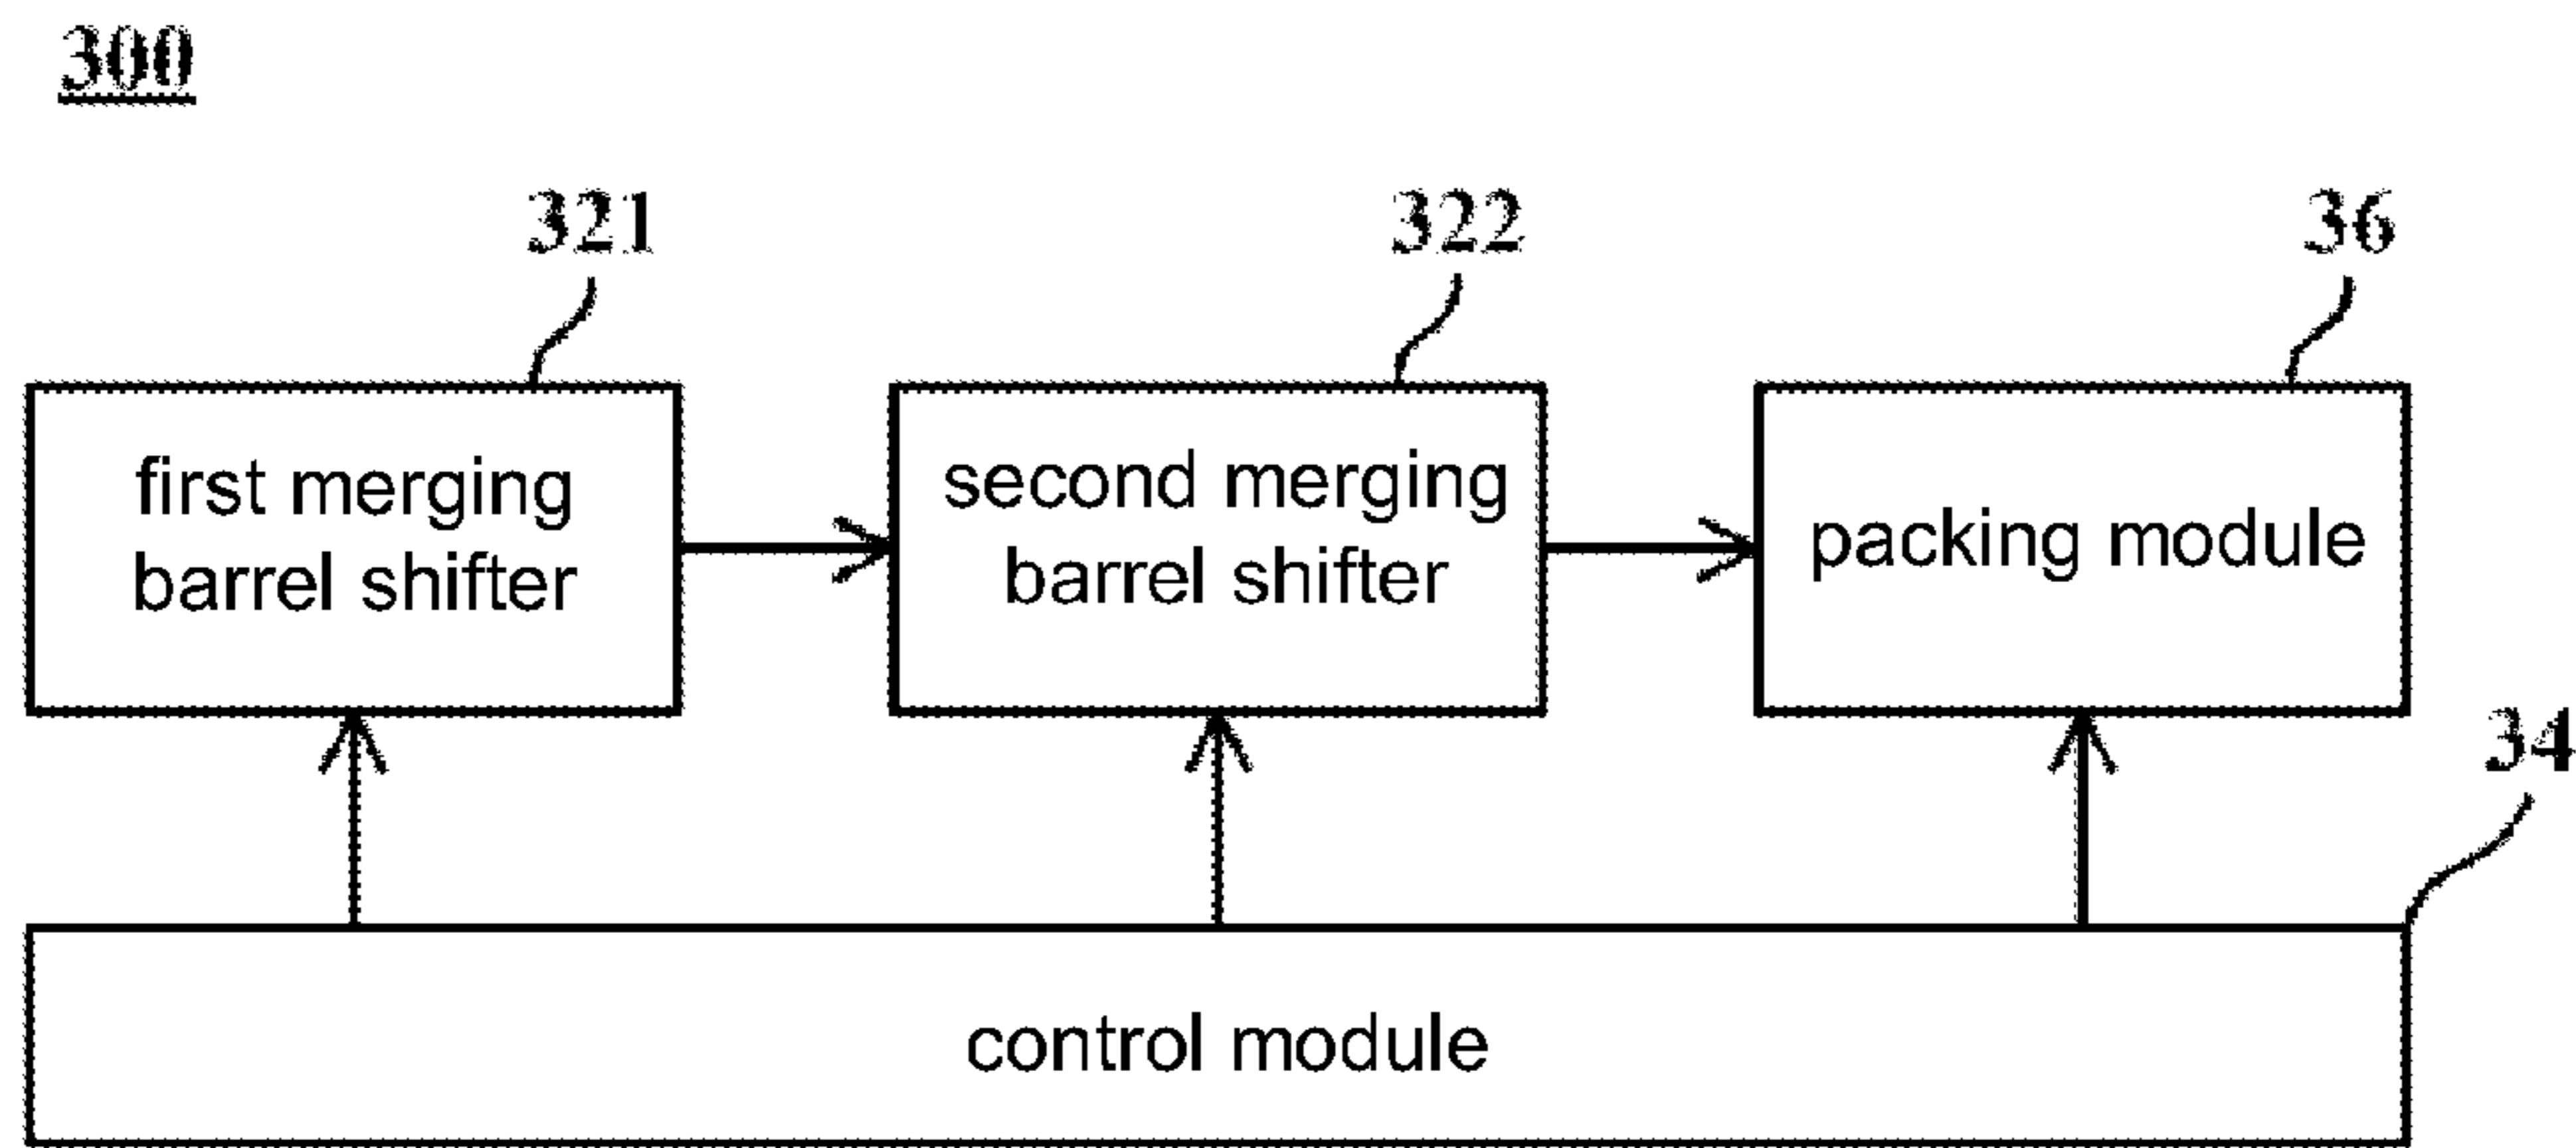 300
321
322
36
first merging
barrel shifter
second merging
barrel shifter
packing module
34
control module